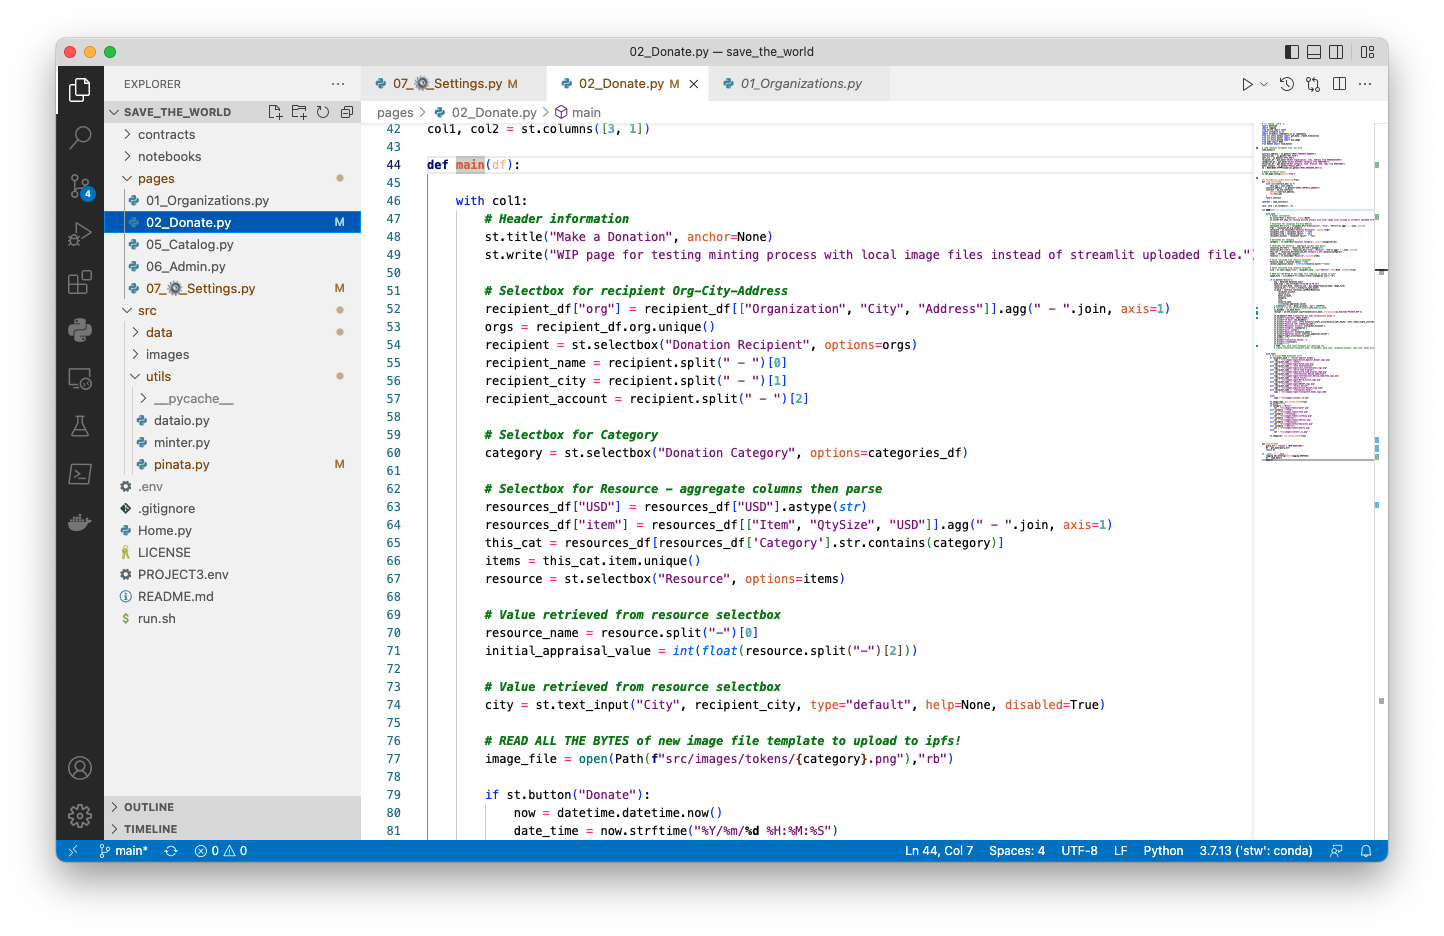 02_Donate.py — save_the_world
EXPLORER
07_⚙️_Settings.py M
02_Donate.py M
01_Organizations.py
SAVE_THE_WORLD
pages > 02_Donate.py > main
contracts
notebooks
pages
01_Organizations.py
02_Donate.py M
05_Catalog.py
06_Admin.py
07_⚙️_Settings.py M
src
data
images
utils
__pycache__
dataio.py
minter.py
pinata.py M
.env
.gitignore
Home.py
LICENSE
PROJECT3.env
README.md
run.sh
OUTLINE
TIMELINE
4
42 col1, col2 = st.columns([3, 1])
43
44 def main(df):
45
46     with col1:
47         # Header information
48         st.title("Make a Donation", anchor=None)
49         st.write("WIP page for testing minting process with local image files instead of streamlit uploaded file.")
50
51         # Selectbox for recipient Org-City-Address
52         recipient_df["org"] = recipient_df[["Organization", "City", "Address"]].agg(" - ".join, axis=1)
53         orgs = recipient_df.org.unique()
54         recipient = st.selectbox("Donation Recipient", options=orgs)
55         recipient_name = recipient.split(" - ")[0]
56         recipient_city = recipient.split(" - ")[1]
57         recipient_account = recipient.split(" - ")[2]
58
59         # Selectbox for Category
60         category = st.selectbox("Donation Category", options=categories_df)
61
62         # Selectbox for Resource - aggregate columns then parse
63         resources_df["USD"] = resources_df["USD"].astype(str)
64         resources_df["item"] = resources_df[["Item", "QtySize", "USD"]].agg(" - ".join, axis=1)
65         this_cat = resources_df[resources_df['Category'].str.contains(category)]
66         items = this_cat.item.unique()
67         resource = st.selectbox("Resource", options=items)
68
69         # Value retrieved from resource selectbox
70         resource_name = resource.split("-")[0]
71         initial_appraisal_value = int(float(resource.split("-")[2]))
72
73         # Value retrieved from resource selectbox
74         city = st.text_input("City", recipient_city, type="default", help=None, disabled=True)
75
76         # READ ALL THE BYTES of new image file template to upload to ipfs!
77         image_file = open(Path(f"src/images/tokens/{category}.png"),"rb")
78
79         if st.button("Donate"):
80             now = datetime.datetime.now()
81             date_time = now.strftime("%Y/%m/%d %H:%M:%S")
main* 0 0 Ln 44, Col 7 Spaces: 4 UTF-8 LF Python 3.7.13 ('stw': conda)